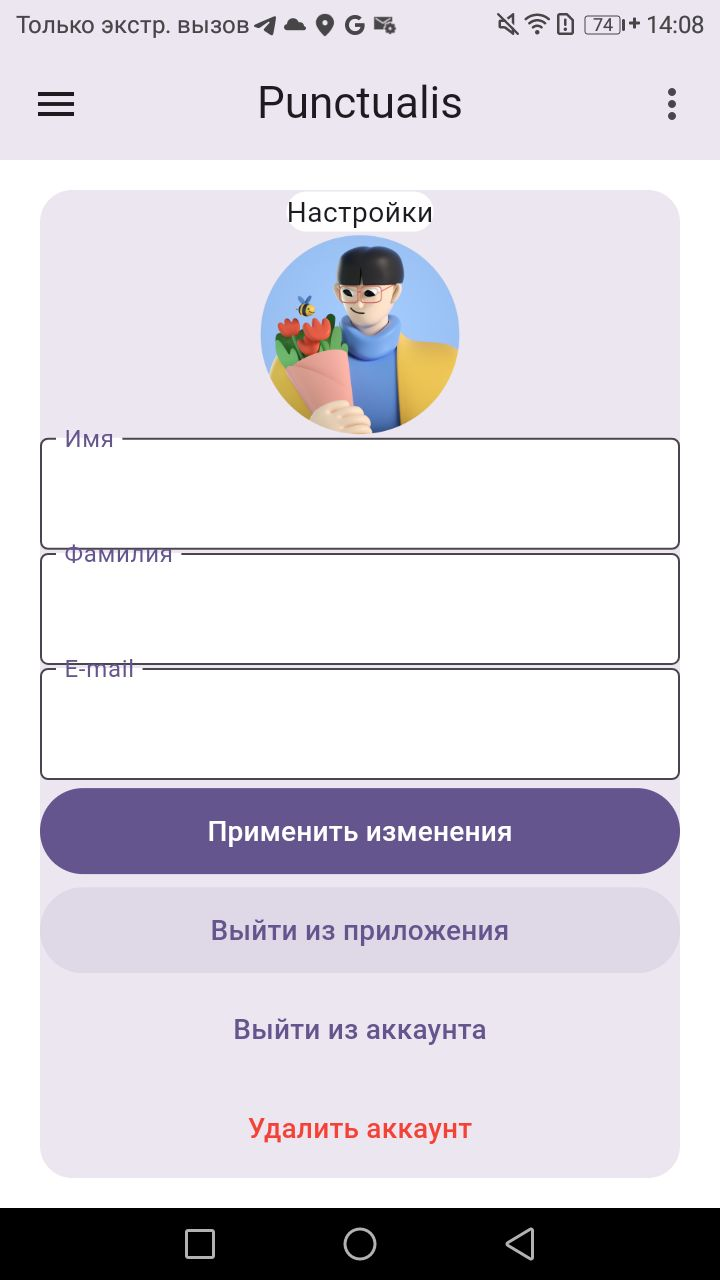 Только экстр. вызов
74
14:08
Punctualis
Настройки
Имя
Фамилия
E-mail
Применить изменения
Выйти из приложения
Выйти из аккаунта
Удалить аккаунт